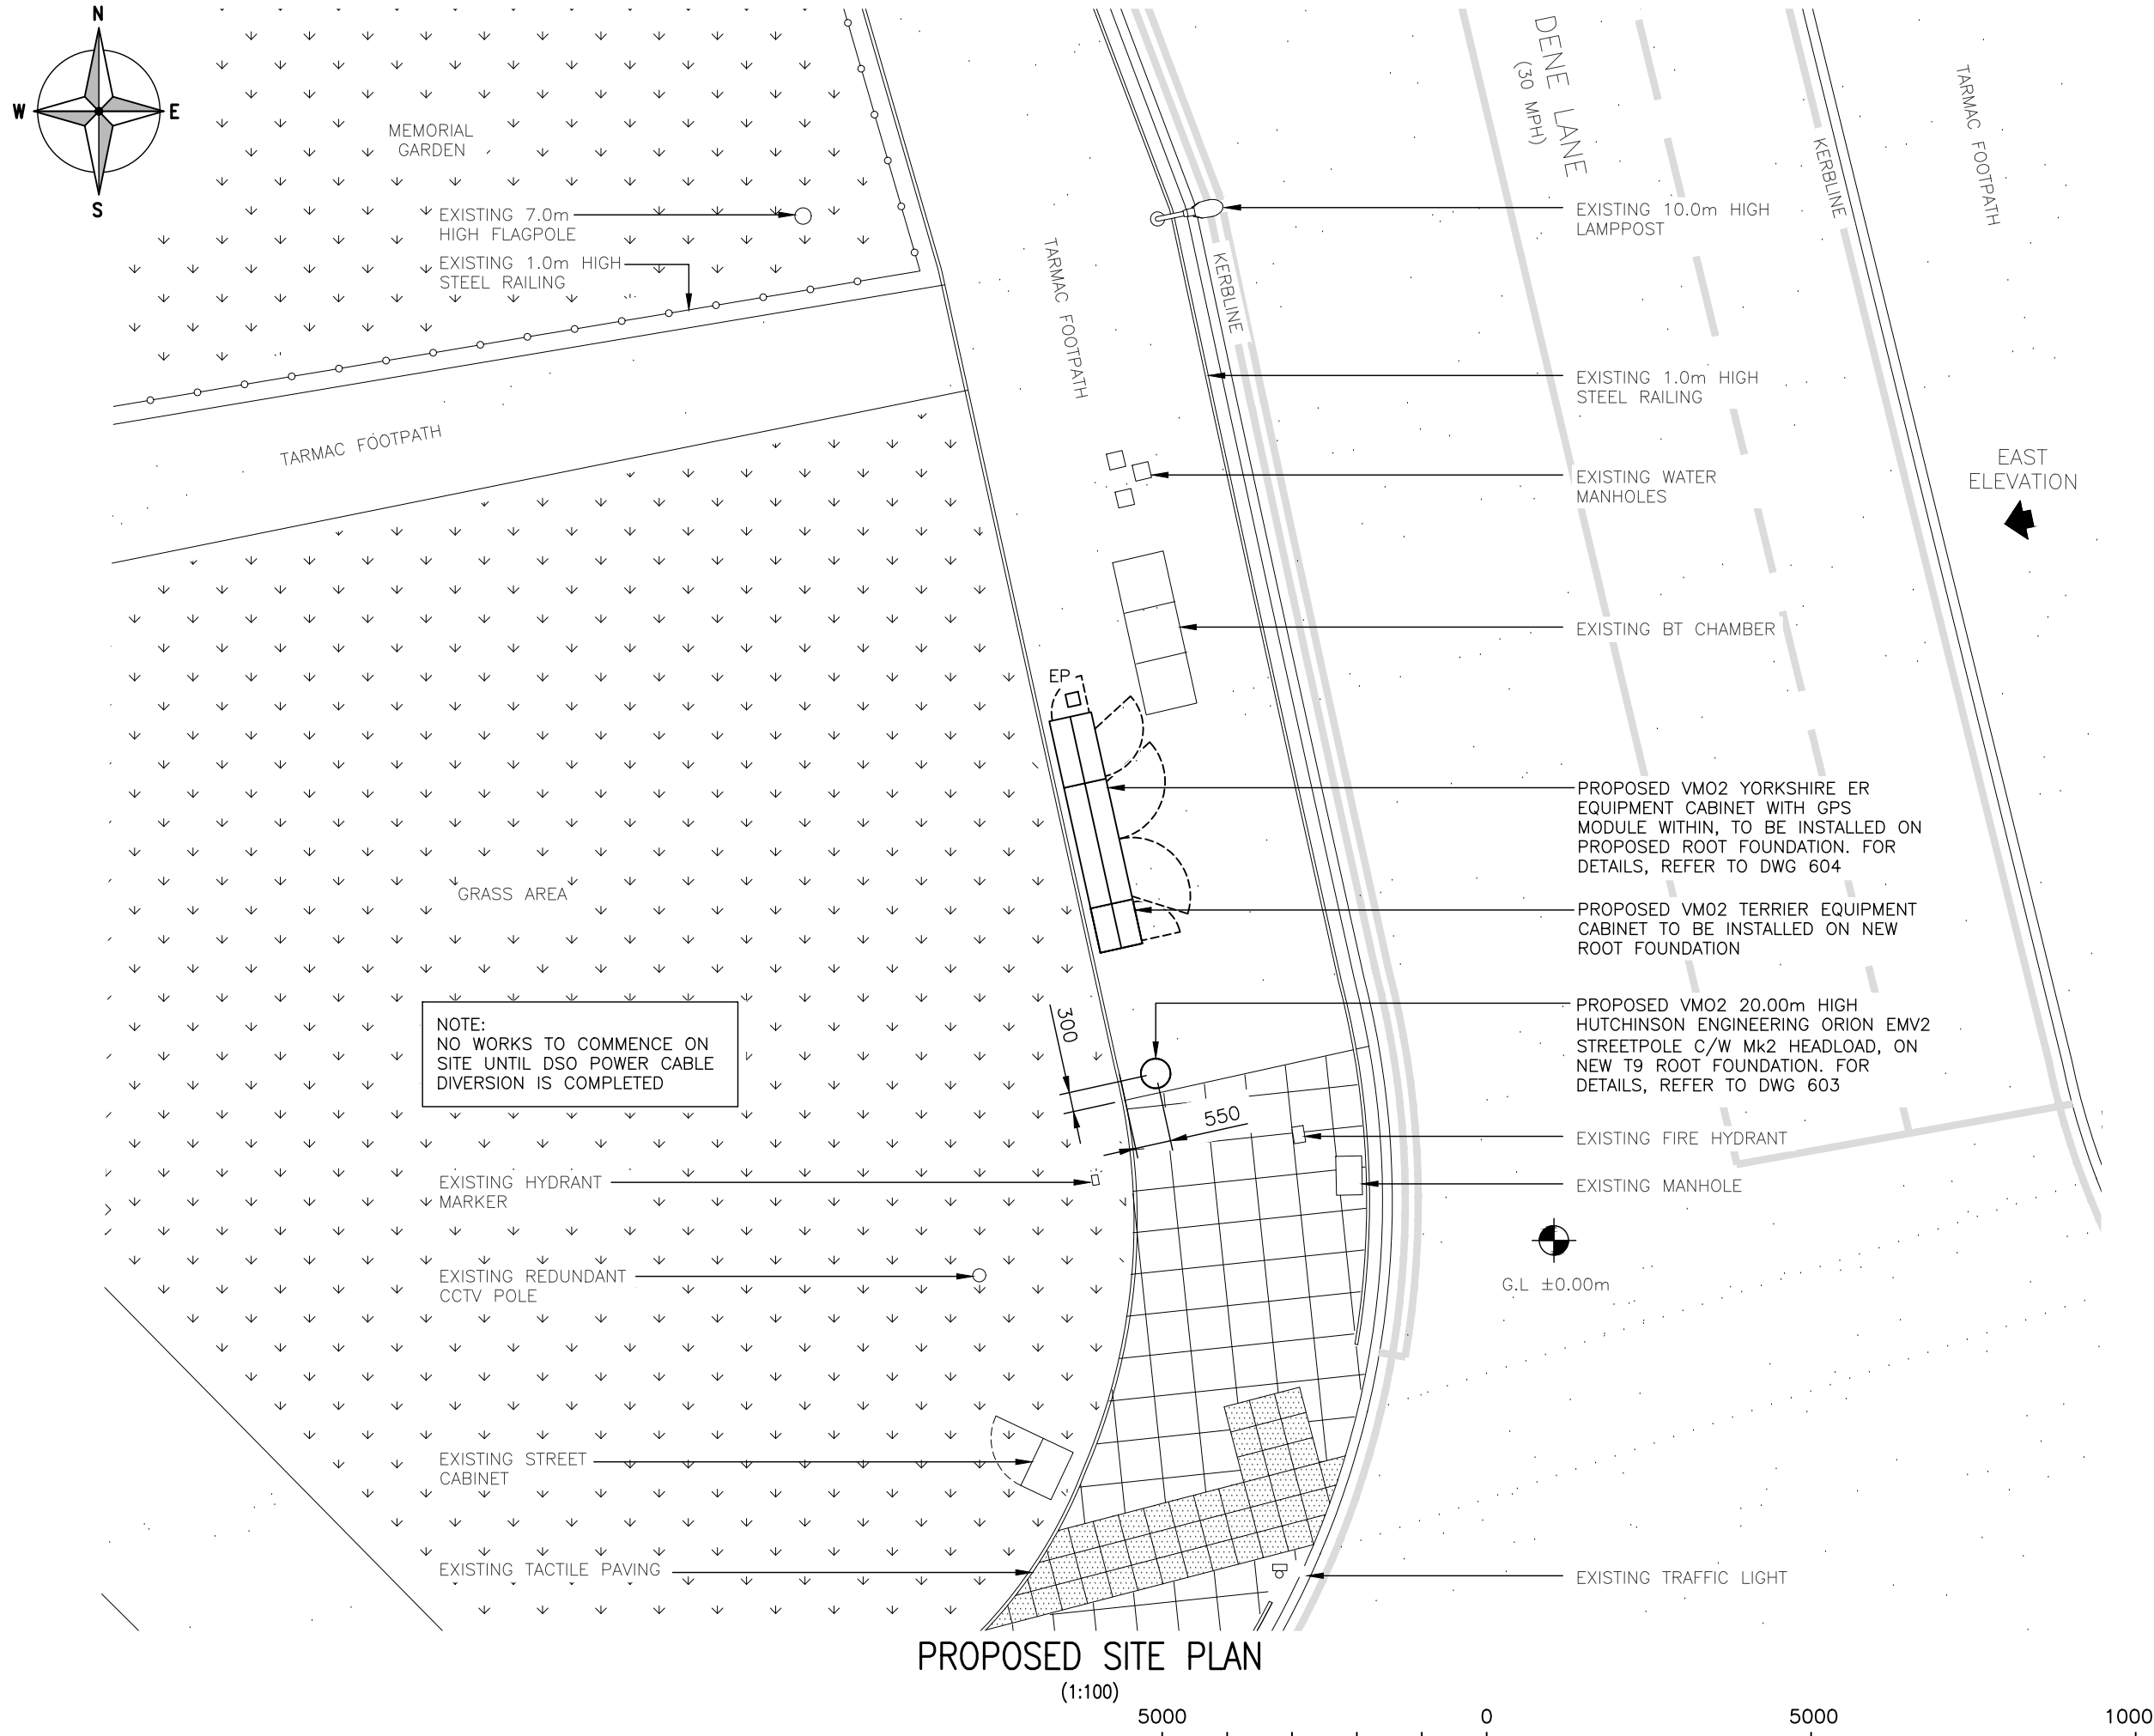 N
W
E
S
MEMORIAL
GARDEN
EXISTING 7.0m
HIGH FLAGPOLE
EXISTING 1.0m HIGH
STEEL RAILING
TARMAC FOOTPATH
TARMAC FOOTPATH
KERBLINE
DENE LANE
(30 MPH)
KERBLINE
TARMAC FOOTPATH
EXISTING 10.0m HIGH
LAMPPOST
EXISTING 1.0m HIGH
STEEL RAILING
EXISTING WATER
MANHOLES
EAST
ELEVATION
EXISTING BT CHAMBER
EP
PROPOSED VMO2 YORKSHIRE ER
EQUIPMENT CABINET WITH GPS
MODULE WITHIN, TO BE INSTALLED ON
PROPOSED ROOT FOUNDATION. FOR
DETAILS, REFER TO DWG 604
GRASS AREA
PROPOSED VMO2 TERRIER EQUIPMENT
CABINET TO BE INSTALLED ON NEW
ROOT FOUNDATION
NOTE:
NO WORKS TO COMMENCE ON
SITE UNTIL DSO POWER CABLE
DIVERSION IS COMPLETED
300
550
PROPOSED VMO2 20.00m HIGH
HUTCHINSON ENGINEERING ORION EMV2
STREETPOLE C/W Mk2 HEADLOAD, ON
NEW T9 ROOT FOUNDATION. FOR
DETAILS, REFER TO DWG 603
EXISTING FIRE HYDRANT
EXISTING HYDRANT
MARKER
EXISTING MANHOLE
EXISTING REDUNDANT
CCTV POLE
G.L ±0.00m
EXISTING STREET
CABINET
EXISTING TACTILE PAVING
EXISTING TRAFFIC LIGHT
PROPOSED SITE PLAN
(1:100)
5000 0 5000 1000